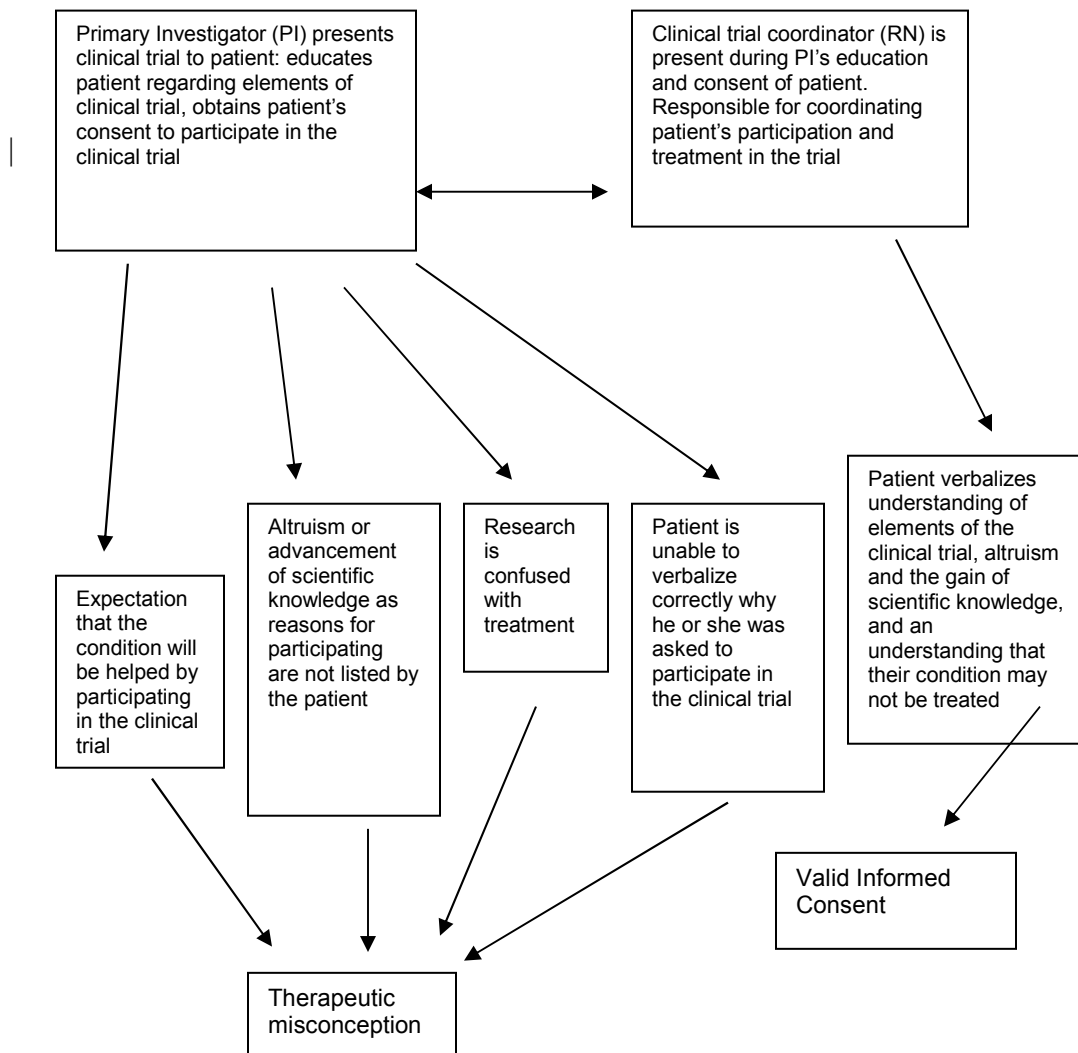 Primary Investigator (PI) presents
clinical trial to patient: educates
patient regarding elements of
clinical trial, obtains patient’s
consent to participate in the
clinical trial
Clinical trial coordinator (RN) is
present during PI’s education
and consent of patient.
Responsible for coordinating
patient’s participation and
treatment in the trial
Expectation
that the
condition will
be helped by
participating
in the clinical
trial
Altruism or
advancement
of scientific
knowledge as
reasons for
participating
are not listed by
the patient
Research
is
confused
with
treatment
Patient is
unable to
verbalize
correctly why
he or she was
asked to
participate in
the clinical trial
Patient verbalizes
understanding of
elements of the
clinical trial, altruism
and the gain of
scientific knowledge,
and an
understanding that
their condition may
not be treated
Valid Informed
Consent
Therapeutic
misconception